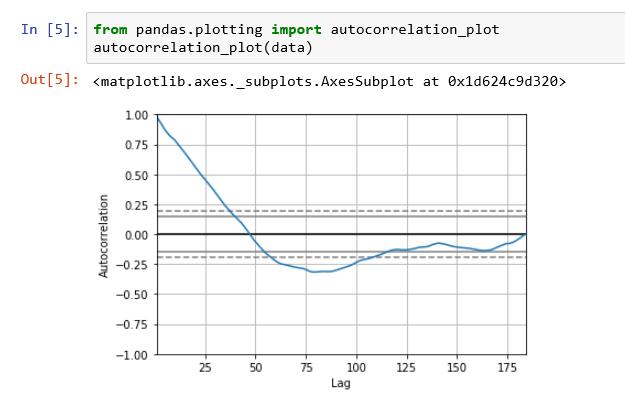 In [5]: from pandas.plotting import autocorrelation_plot
autocorrelation_plot(data)
Out[5]: <matplotlib.axes._subplots.AxesSubplot at 0x1d624c9d320>
1.00
0.75
0.50
0.25
0.00
−0.25
−0.50
−0.75
−1.00
Autocorrelation
25 50 75 100 125 150 175
Lag